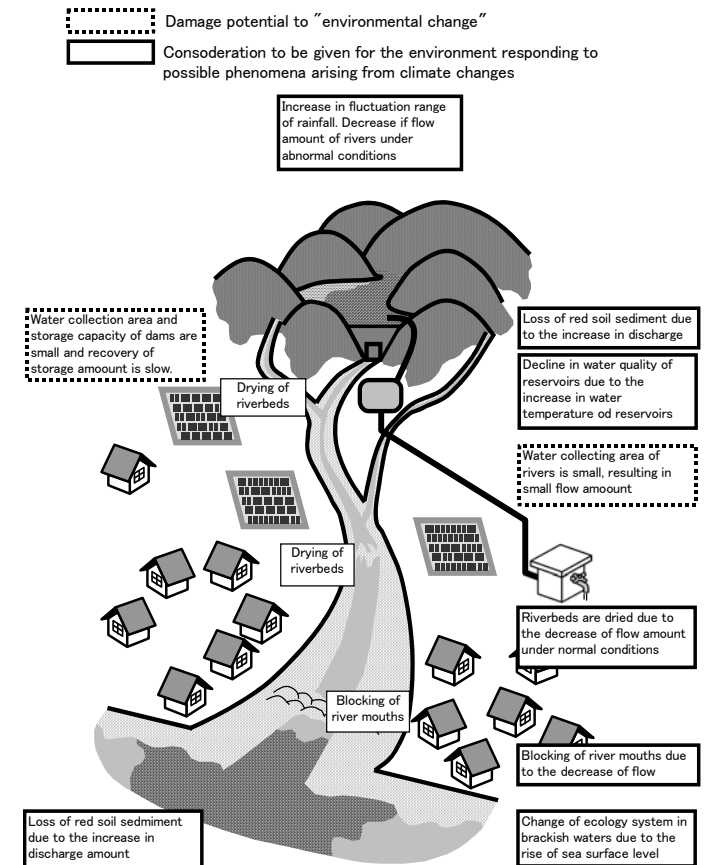 Damage potential to "environmental change"
Consoderation to be given for the environment responding to
possible phenomena arising from climate changes
Increase in fluctuation range
of rainfall. Decrease if flow
amount of rivers under
abnormal conditions
Water collection area and
storage capacity of dams are
small and recovery of
storage amount is slow.
Loss of red soil sediment due
to the increase in discharge
Decline in water quality of
reservoirs due to the
increase in water
temperature od reservoirs
Drying of
riverbeds
Water collecting area of
rivers is small, resulting in
small flow amoount
Drying of
riverbeds
Riverbeds are dried due to
the decrease of flow amount
under normal conditions
Blocking of
river mouths
Blocking of river mouths due
to the decrease of flow
Loss of red soil sedmiment
due to the increase in
discharge amount
Change of ecology system in
brackish waters due to the
rise of sea surface level